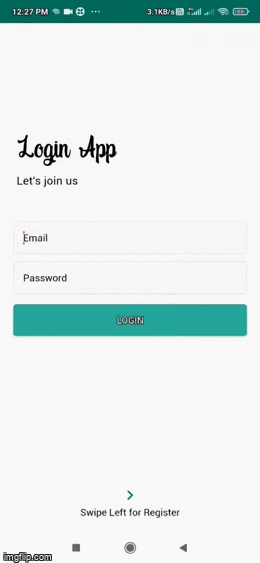 12:27 PM ... 3.1KB/s
Login App
Let's join us
Email
Password
LOGIN
Swipe Left for Register
imgflip.com